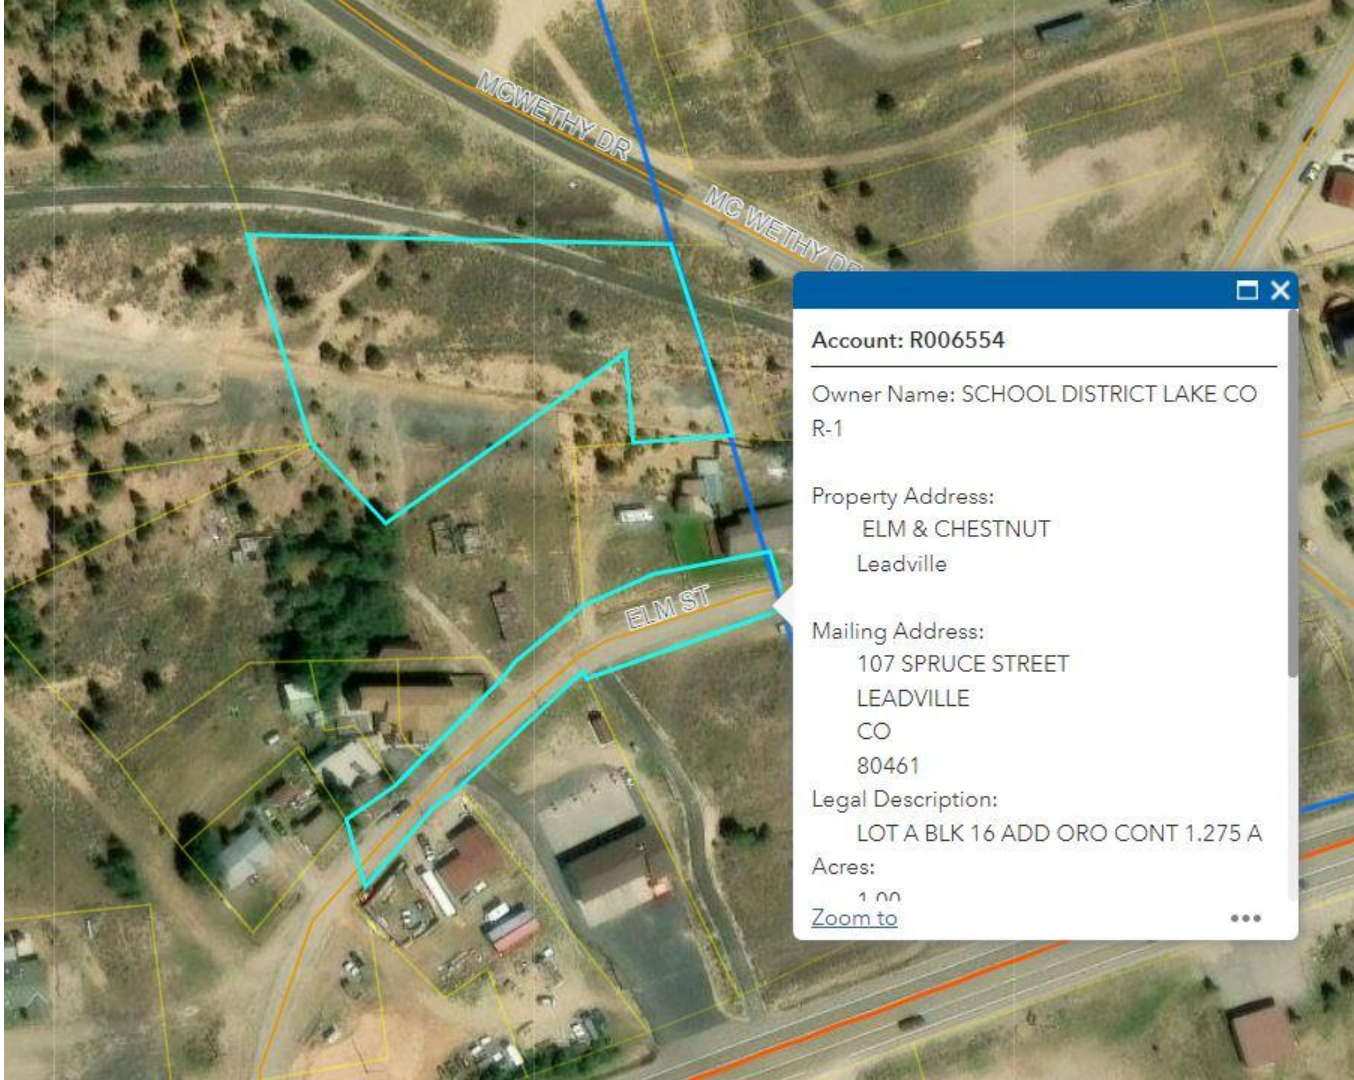 MCWETHY DR
MC WETHY DR
Account: R006554
Owner Name: SCHOOL DISTRICT LAKE CO
R-1
Property Address:
ELM & CHESTNUT
Leadville
ELM ST
Mailing Address:
107 SPRUCE STREET
LEADVILLE
CO
80461
Legal Description:
LOT A BLK 16 ADD ORO CONT 1.275 A
Acres:
1.00
Zoom to